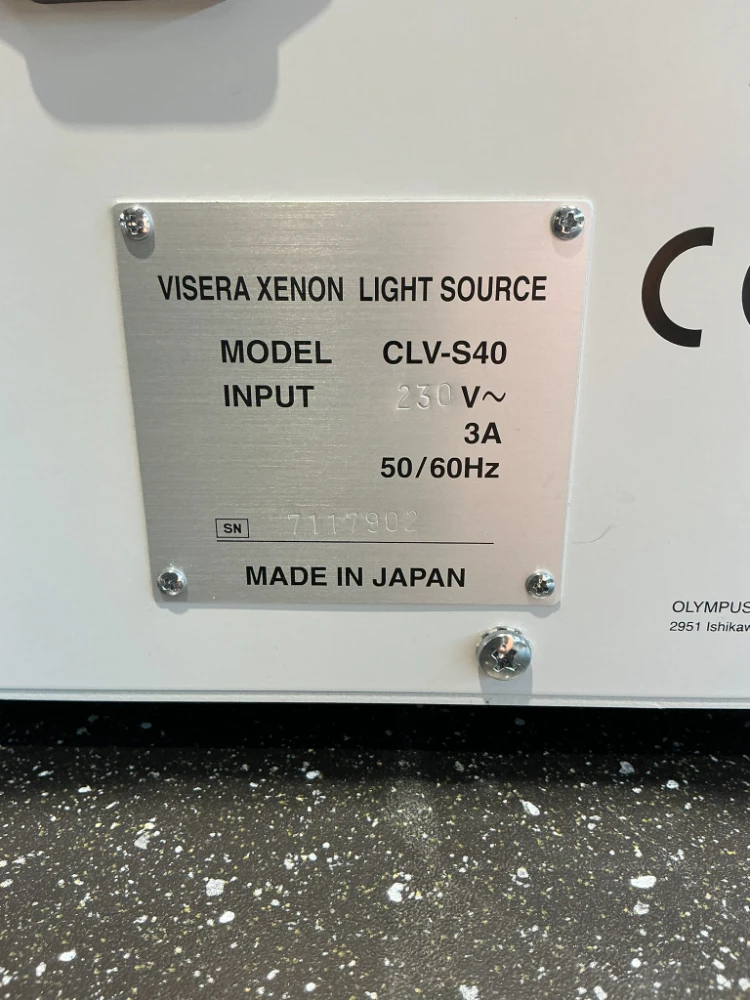 VISERA XENON LIGHT SOURCE
MODEL CLV-S40
INPUT 230 V~
3A
50/60Hz
SN 7117902
MADE IN JAPAN
OLYMPUS
2951